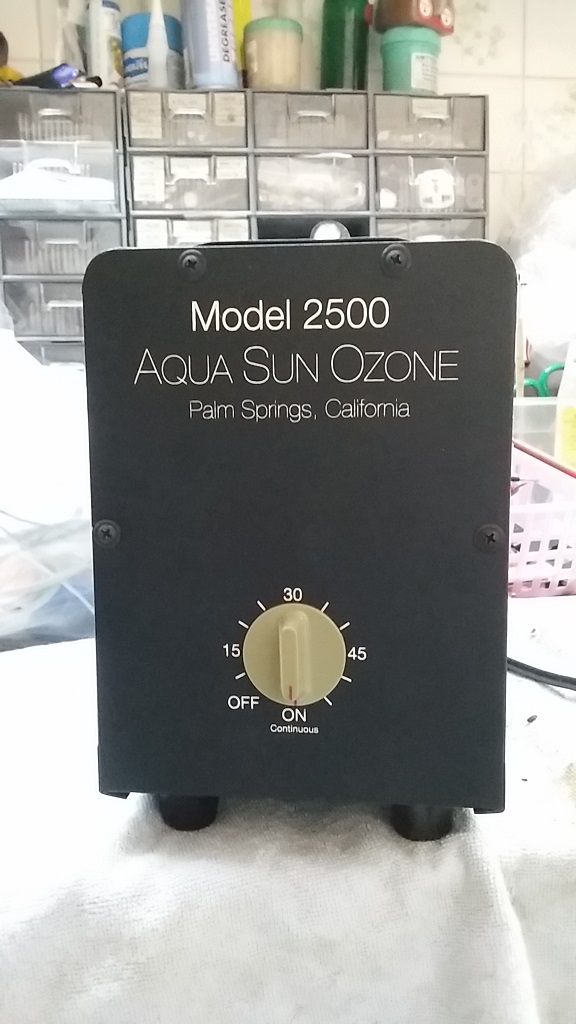 DEGREASE
Model 2500
AQUA SUN OZONE
Palm Springs, California
30
15
45
OFF
ON
Continuous